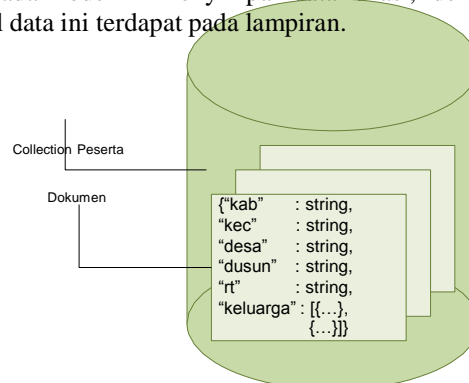 l data ini terdapat pada lampiran.
Collection Peserta
Dokumen
{“kab” : string,
“kec” : string,
“desa” : string,
“dusun” : string,
“rt” : string,
“keluarga” : [{…},
{…}]}